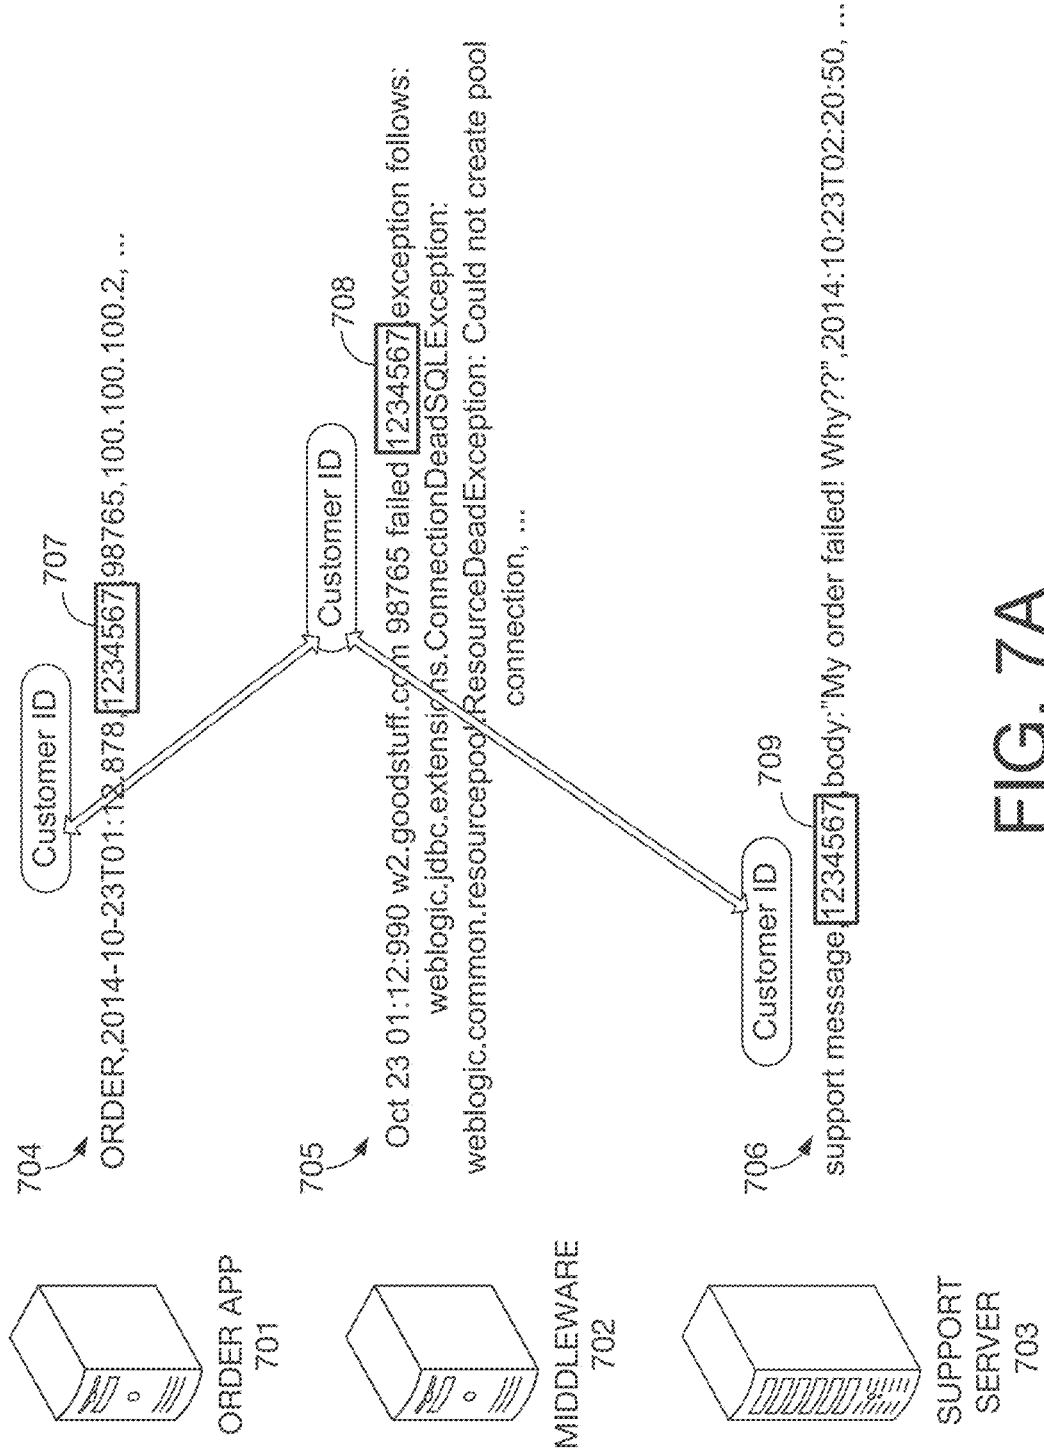 704
707
Customer ID
ORDER,2014-10-23T01:12.878,1234567,98765,100.100.100.2, ...
ORDER APP
701
705
708
Customer ID
Oct 23 01:12:990 w2.goodstuff.com 98765 failed 1234567,exception follows:
weblogic.jdbc.extensions.ConnectionDeadSQLException:
weblogic.common.resourcepool.ResourceDeadException: Could not create pool
connection, ...
MIDDLEWARE
702
706
709
Customer ID
support message,1234567,body:"My order failed! Why??",2014:10:23T02:20:50, ...
SUPPORT
SERVER
703
FIG. 7A